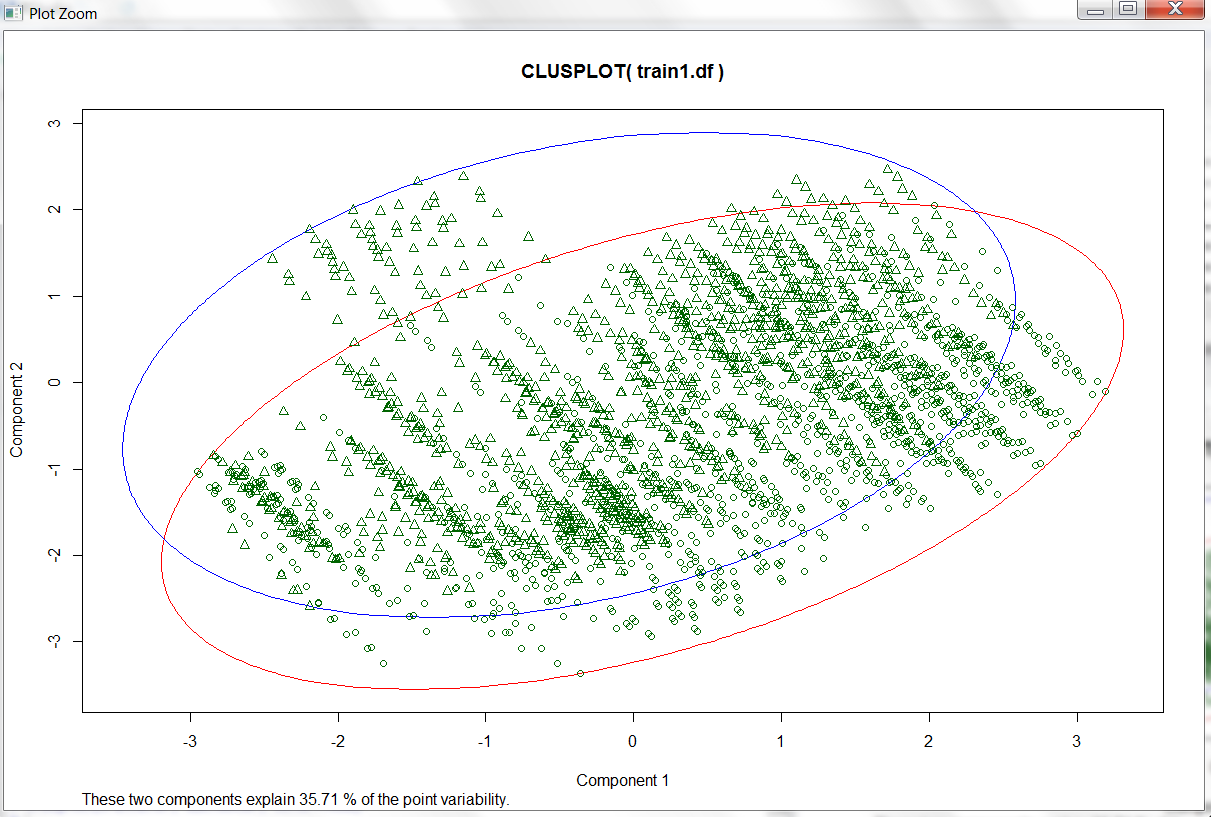 Plot Zoom
CLUSPLOT( train1.df )
3
2
1
0
-1
-2
-3
Component 2
-3 -2 -1 0 1 2 3
Component 1
These two components explain 35.71 % of the point variability.